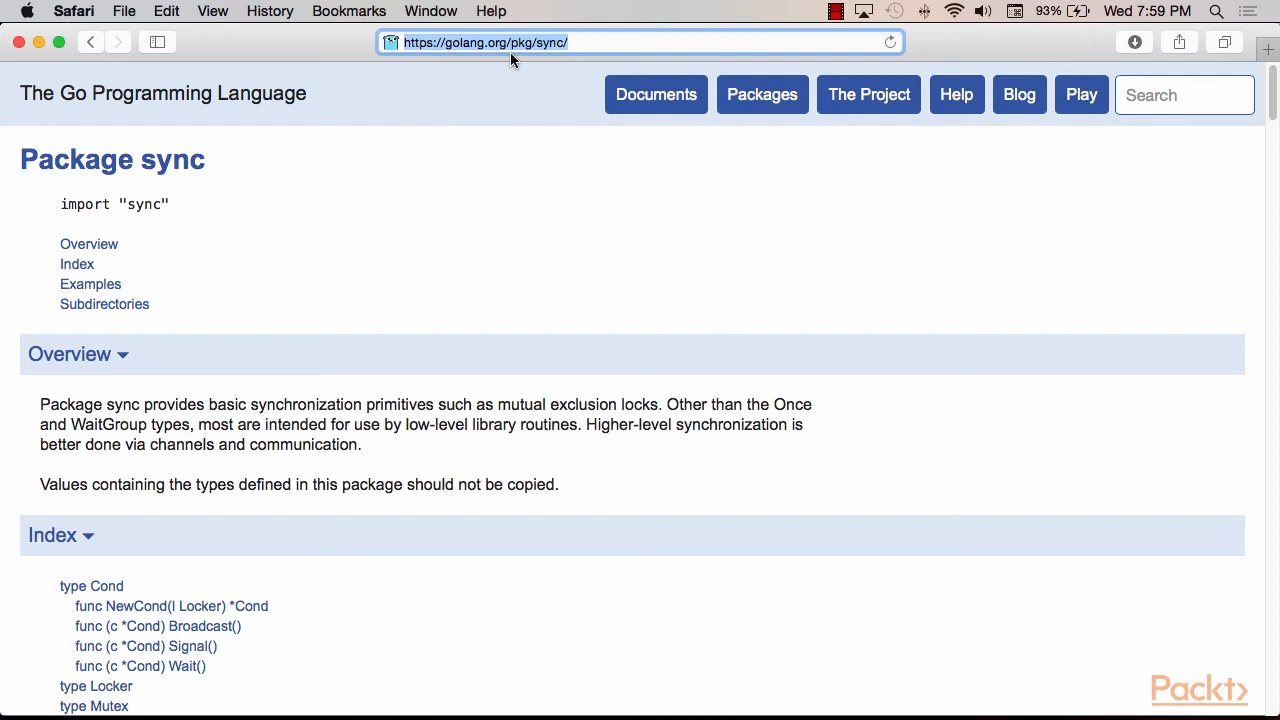 Safari File Edit View History Bookmarks Window Help 93% Wed 7:59 PM
https://golang.org/pkg/sync/
The Go Programming Language
Documents Packages The Project Help Blog Play Search
Package sync
import "sync"
Overview
Index
Examples
Subdirectories
Overview
Package sync provides basic synchronization primitives such as mutual exclusion locks. Other than the Once
and WaitGroup types, most are intended for use by low-level library routines. Higher-level synchronization is
better done via channels and communication.
Values containing the types defined in this package should not be copied.
Index
type Cond
func NewCond(l Locker) *Cond
func (c *Cond) Broadcast()
func (c *Cond) Signal()
func (c *Cond) Wait()
type Locker
type Mutex
Packt